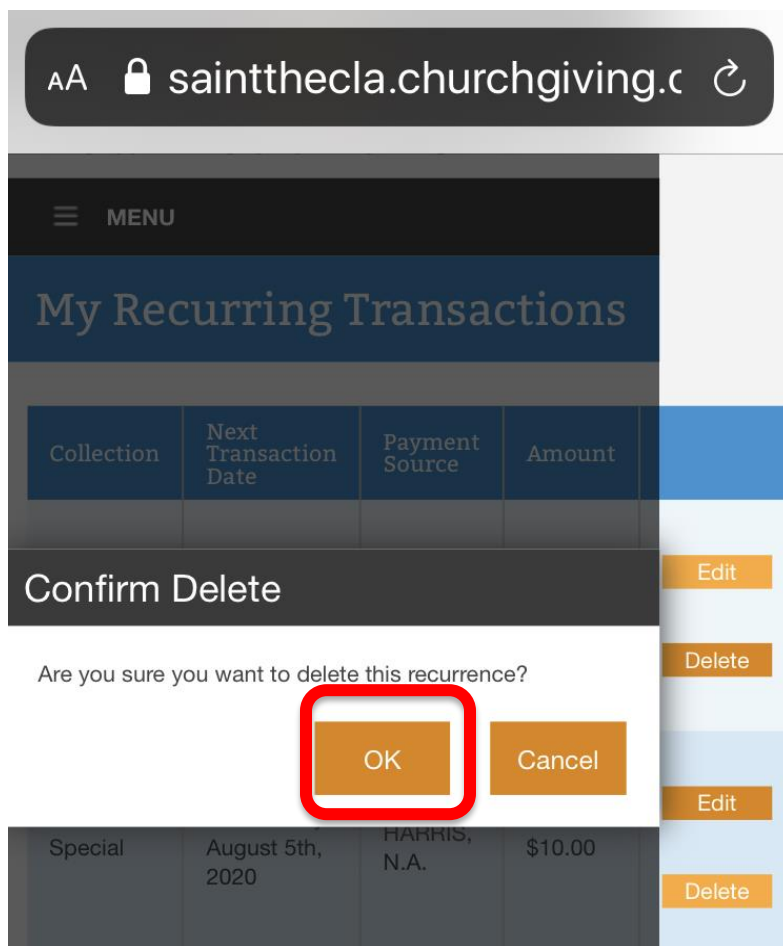 AA saintthecla.churchgiving.c
MENU
My Recurring Transactions
Collection
Next
Transaction
Date
Payment
Source
Amount
Edit
Delete
Confirm Delete
Are you sure you want to delete this recurrence?
OK
Cancel
Edit
Delete
Special
August 5th,
2020
HARRIS,
N.A.
$10.00